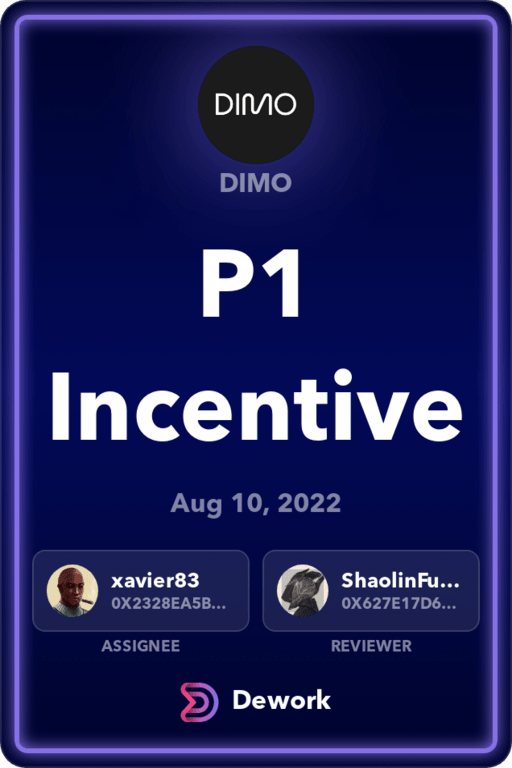 DIMO
DIMO
P1
Incentive
Aug 10, 2022
xavier83
0X2328EA5B...
ShaolinFu...
0X627E17D6...
ASSIGNEE
REVIEWER
Dework